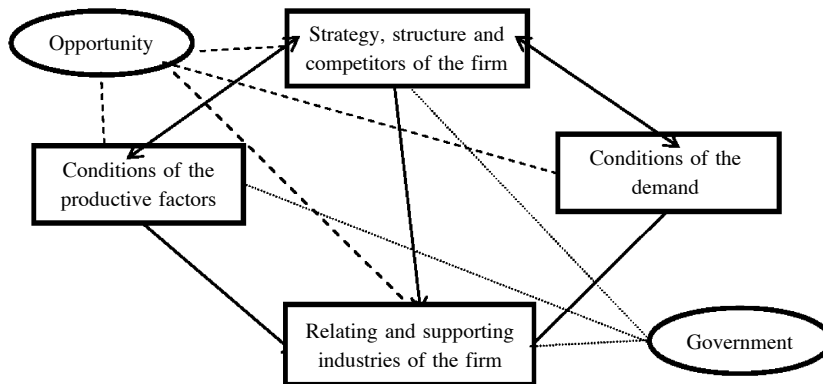 Opportunity
Strategy, structure and
competitors of the firm
Conditions of the
productive factors
Conditions of the
demand
Relating and supporting
industries of the firm
Government